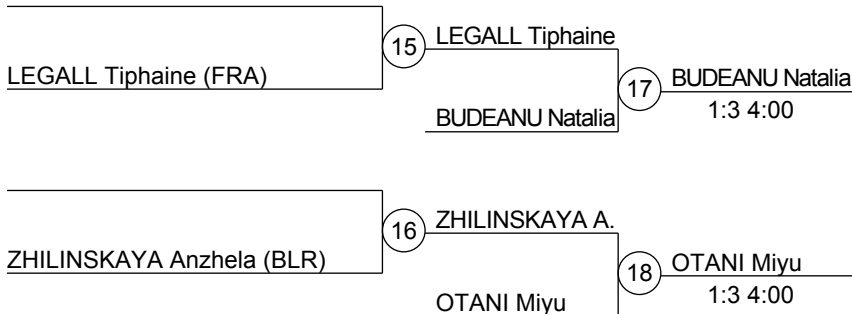 15
LEGALL Tiphaine
LEGALL Tiphaine (FRA)
17
BUDEANU Natalia
1:3 4:00
BUDEANU Natalia
16
ZHILINSKAYA A.
ZHILINSKAYA Anzhela (BLR)
18
OTANI Miyu
1:3 4:00
OTANI Miyu